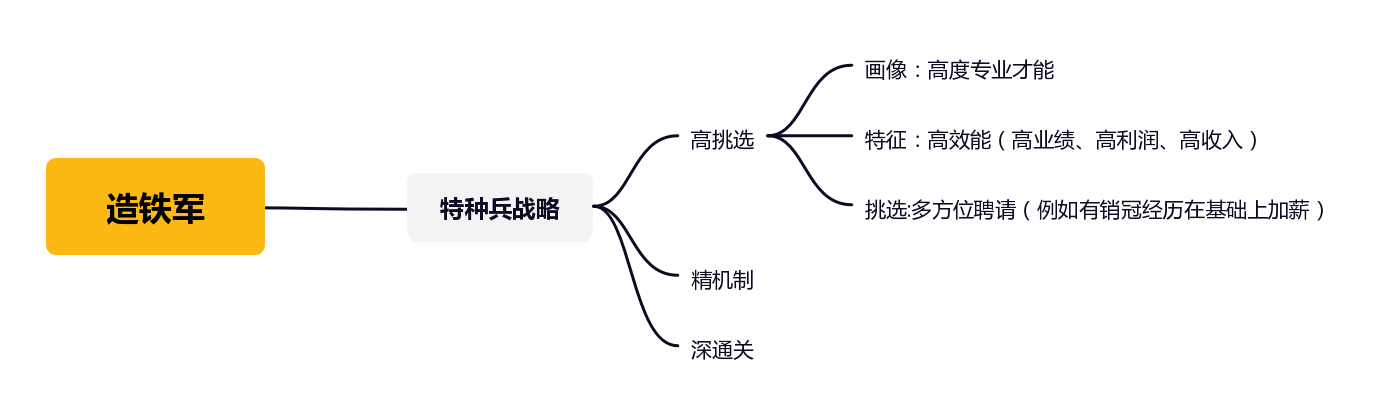 造铁军
特种兵战略
高挑选
画像：高度专业才能
特征：高效能（高业绩、高利润、高收入）
挑选:多方位聘请（例如有销冠经历在基础上加薪）
精机制
深通关